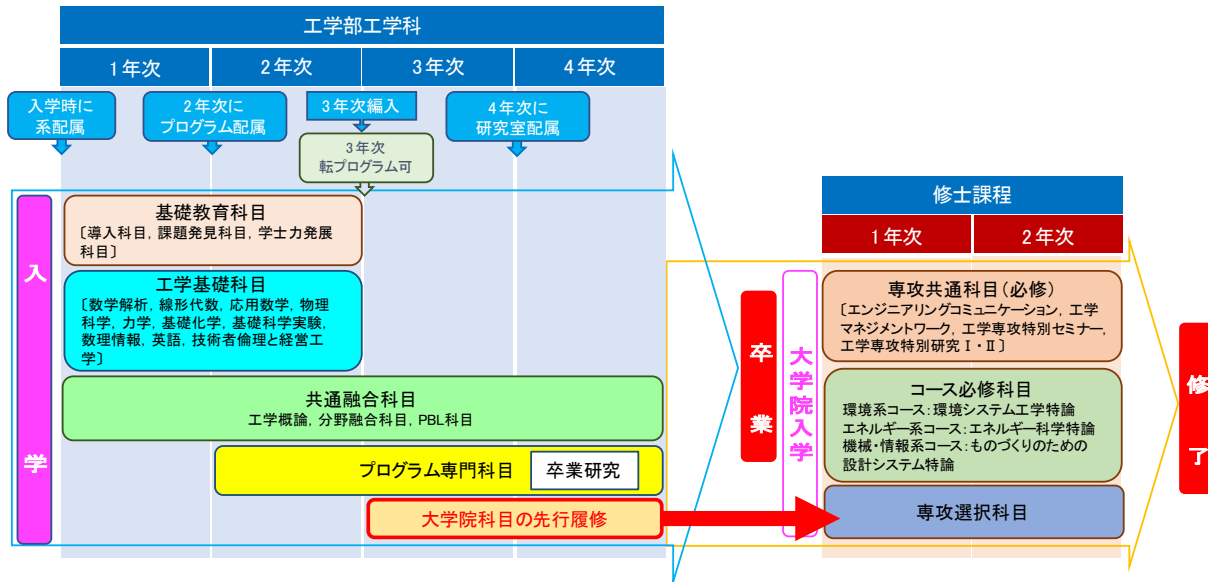 工学部工学科
1年次
2年次
3年次
4年次
入学時に
系配属
2年次に
プログラム配属
3年次編入
4年次に
研究室配属
3年次
転プログラム可
入学
基礎教育科目
〔導入科目, 課題発見科目, 学士力発展
科目〕
工学基礎科目
〔数学解析, 線形代数, 応用数学, 物理
科学, 力学, 基礎化学, 基礎科学実験,
数理情報, 英語, 技術者倫理と経営工
学〕
共通融合科目
工学概論, 分野融合科目, PBL科目
プログラム専門科目
卒業研究
大学院科目の先行履修
卒業
大学院入学
修士課程
1年次
2年次
専攻共通科目(必修)
〔エンジニアリングコミュニケーション, 工学
マネジメントワーク, 工学専攻特別セミナー,
工学専攻特別研究Ⅰ・Ⅱ〕
コース必修科目
環境系コース:環境システム工学特論
エネルギー系コース:エネルギー科学特論
機械・情報系コース:ものづくりのための
設計システム特論
専攻選択科目
修了